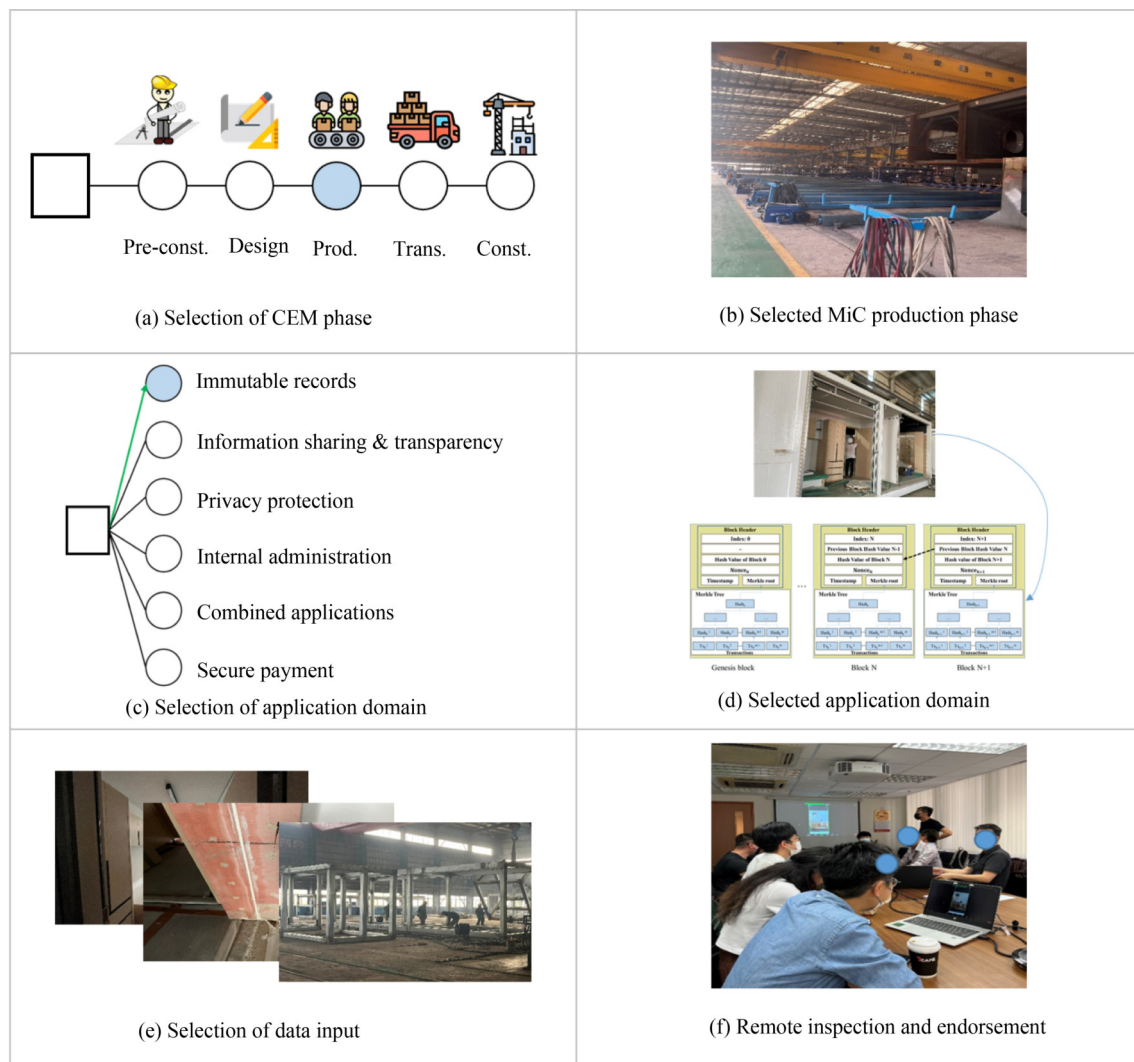 Pre-const.
Design
Prod.
Trans.
Const.
(a) Selection of CEM phase
(b) Selected MiC production phase
Immutable records
Information sharing & transparency
Privacy protection
Internal administration
Combined applications
Secure payment
(c) Selection of application domain
Block Header
Index: 0
-
Hash Value of Block 0
Timestamp
Merkle root
Merkle Tree
Transactions
Genesis block
...
Block Header
Index: N
Previous Block Hash Value N-1
Hash Value of Block N
Nonce
Timestamp
Merkle root
Merkle Tree
Transactions
Block N
Block Header
Index: N+1
Previous Block Hash Value N
Hash Value of Block N+1
Timestamp
Merkle root
Merkle Tree
Transactions
Block N+1
(d) Selected application domain
(e) Selection of data input
(f) Remote inspection and endorsement